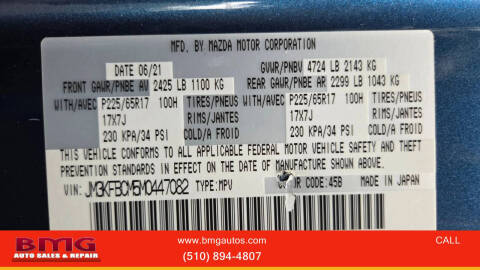 MFD. BY MAZDA MOTOR CORPORATION
DATE 06/21 GVWR/PNBV 4724 LB 2143 KG
FRONT GAWR/PNBE AV 2425 LB 1100 KG REAR GAWR/PNBE AR 2299 LB 1043 KG
WITH/AVEC P225/65R17 100H TIRES/PNEUS WITH/AVEC P225/65R17 100H TIRES/PNEUS
17X7J RIMS/JANTES 17X7J RIMS/JANTES
230 KPA/34 PSI COLD/A FROID 230 KPA/34 PSI COLD/A FROID
THIS VEHICLE CONFORMS TO ALL APPLICABLE FEDERAL MOTOR VEHICLE SAFETY AND THEFT
PREVENTION STANDARDS IN EFFECT ON THE DATE OF MANUFACTURE SHOWN ABOVE.
VIN: JM3KFBCM5M0447082 TYPE: MPV COLOR: 45B MADE IN JAPAN
BMG
AUTO SALES & REPAIR
www.bmgautos.com
(510) 894-4807
CALL